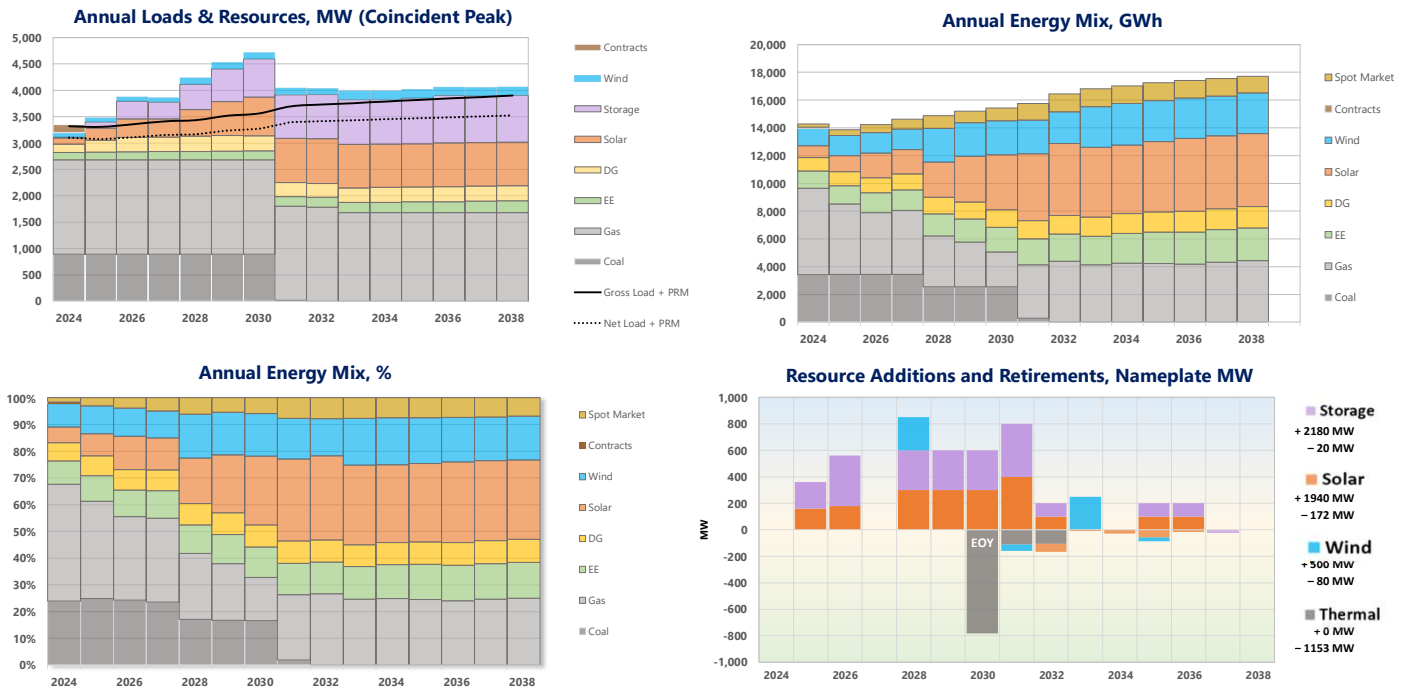 Annual Loads & Resources, MW (Coincident Peak)
5,000
4,500
4,000
3,500
3,000
2,500
2,000
1,500
1,000
500
0
2024 2026 2028 2030 2032 2034 2036 2038
Contracts
Wind
Storage
Solar
DG
EE
Gas
Coal
Gross Load + PRM
Net Load + PRM
Annual Energy Mix, GWh
20,000
18,000
16,000
14,000
12,000
10,000
8,000
6,000
4,000
2,000
0
2024 2026 2028 2030 2032 2034 2036 2038
Spot Market
Contracts
Wind
Solar
DG
EE
Gas
Coal
Annual Energy Mix, %
100%
90%
80%
70%
60%
50%
40%
30%
20%
10%
0%
2024 2026 2028 2030 2032 2034 2036 2038
Spot Market
Contracts
Wind
Solar
DG
EE
Gas
Coal
Resource Additions and Retirements, Nameplate MW
MW
1,000
800
600
400
200
0
-200
-400
-600
-800
-1,000
EOY
2024 2026 2028 2030 2032 2034 2036 2038
Storage
+ 2180 MW
– 20 MW
Solar
+ 1940 MW
– 172 MW
Wind
+ 500 MW
– 80 MW
Thermal
+ 0 MW
– 1153 MW